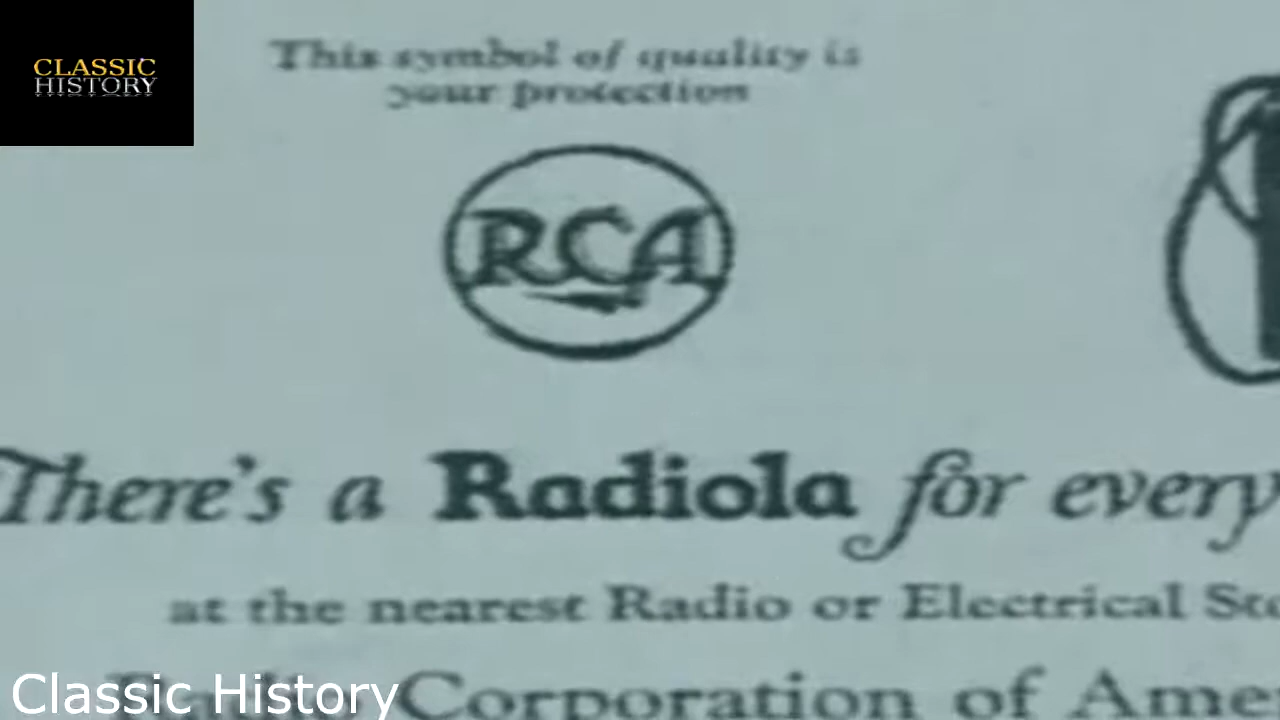 CLASSIC
HISTORY
This symbol of quality is
your protection
RCA
There's a Radiola for every
at the nearest Radio or Electrical
Corporation of
Classic History